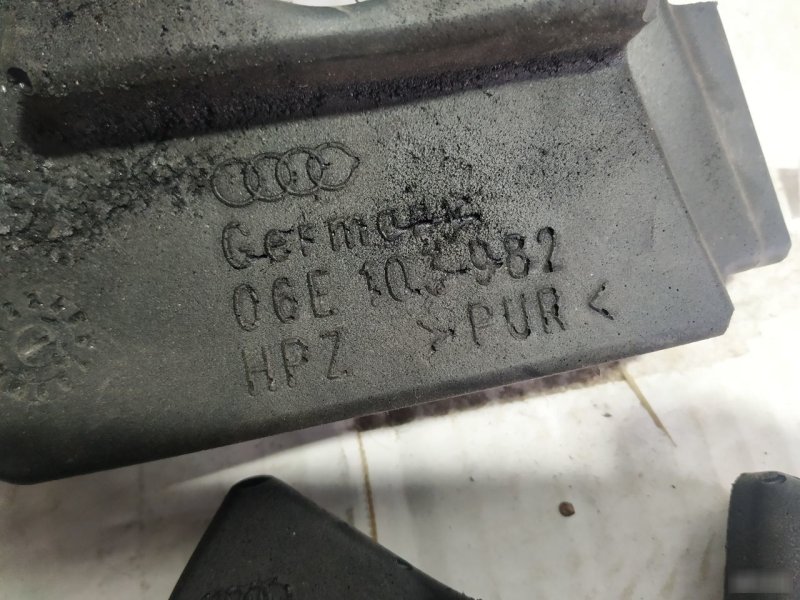 Germany
06E 103 982
HPZ >PUR<